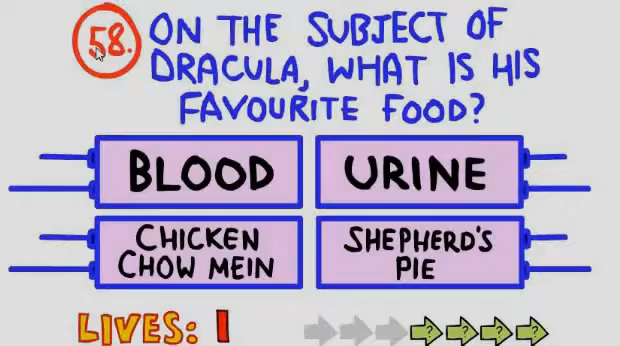 58. ON THE SUBJECT OF
DRACULA, WHAT IS HIS
FAVOURITE FOOD?
BLOOD
URINE
CHICKEN
CHOW MEIN
SHEPHERD'S
PIE
LIVES: 1
? ? ? ?